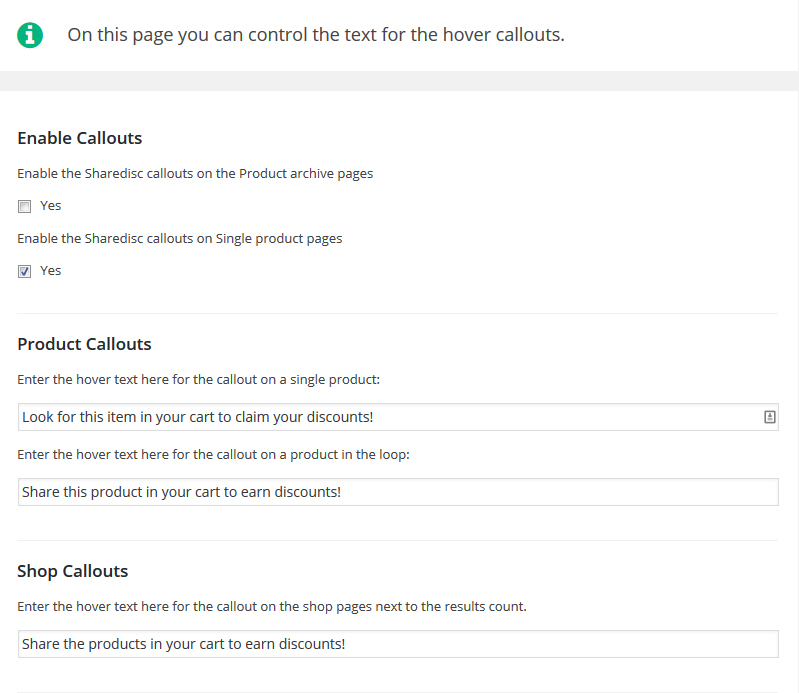 On this page you can control the text for the hover callouts.
Enable Callouts
Enable the Sharedisc callouts on the Product archive pages
Yes
Enable the Sharedisc callouts on Single product pages
Yes
Product Callouts
Enter the hover text here for the callout on a single product:
Look for this item in your cart to claim your discounts!
Enter the hover text here for the callout on a product in the loop:
Share this product in your cart to earn discounts!
Shop Callouts
Enter the hover text here for the callout on the shop pages next to the results count.
Share the products in your cart to earn discounts!